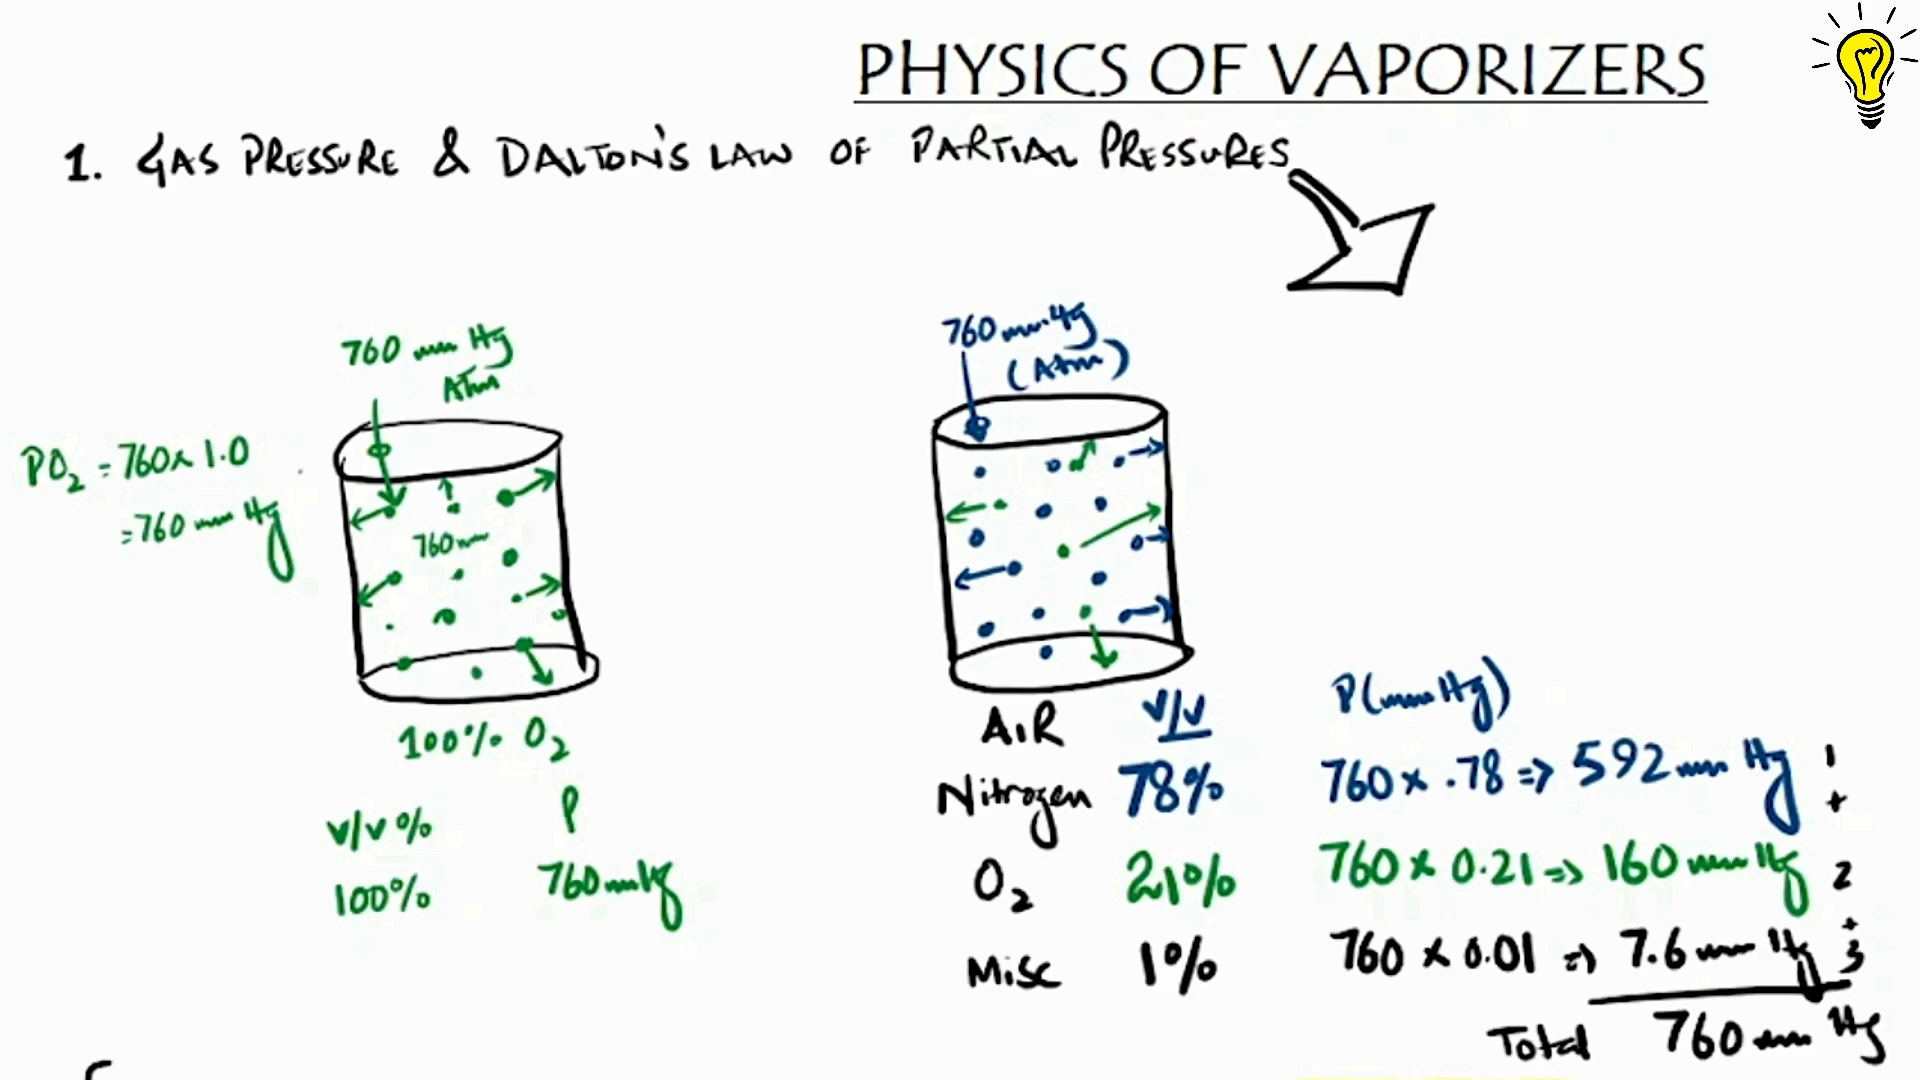 PHYSICS OF VAPORIZERS
1. GAS PRESSURE & DALTON'S LAW OF PARTIAL PRESSURES
760 mm Hg
ATm
PO₂ = 760 x 1.0
= 760 mm Hg
760 mm
100% O₂
V/V % P
100% 760 mmHg
760 mm Hg
(Atm)
AIR V/V P(mmHg)
Nitrogen 78% 760 x .78 => 592 mm Hg 1
+
O₂ 21% 760 x 0.21 => 160 mm Hg 2
+
Misc 1% 760 x 0.01 => 7.6 mm Hg 3
Total 760 mm Hg